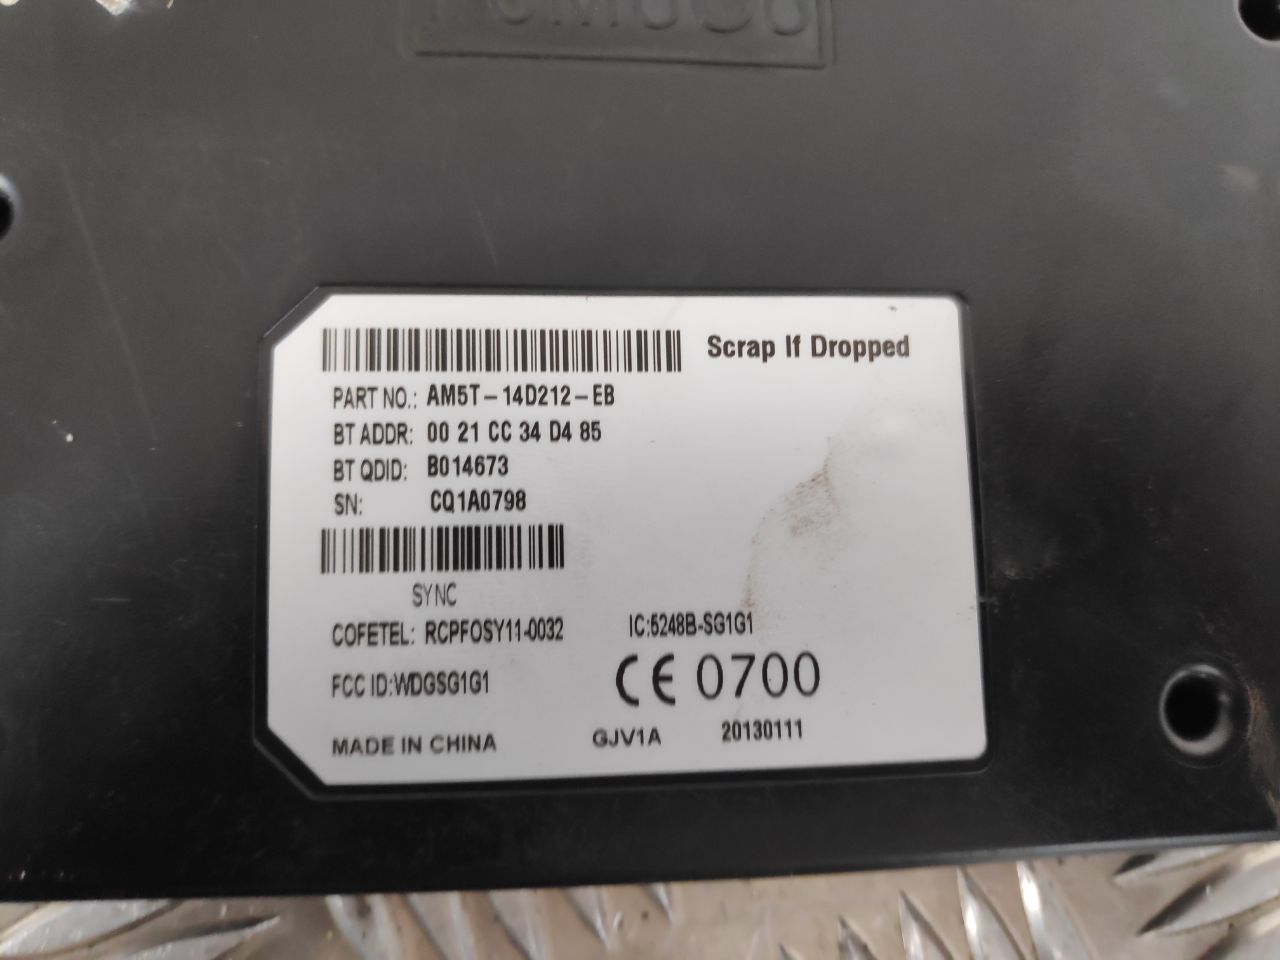 Scrap If Dropped
PART NO.: AM5T-14D212-EB
BT ADDR: 00 21 CC 34 D4 85
BT QDID: B014673
SN: CQ1A0798
SYNC
COFETEL: RCPFOSY11-0032 IC:5248B-SG1G1
FCC ID:WDGSG1G1 CE 0700
MADE IN CHINA GJV1A 20130111